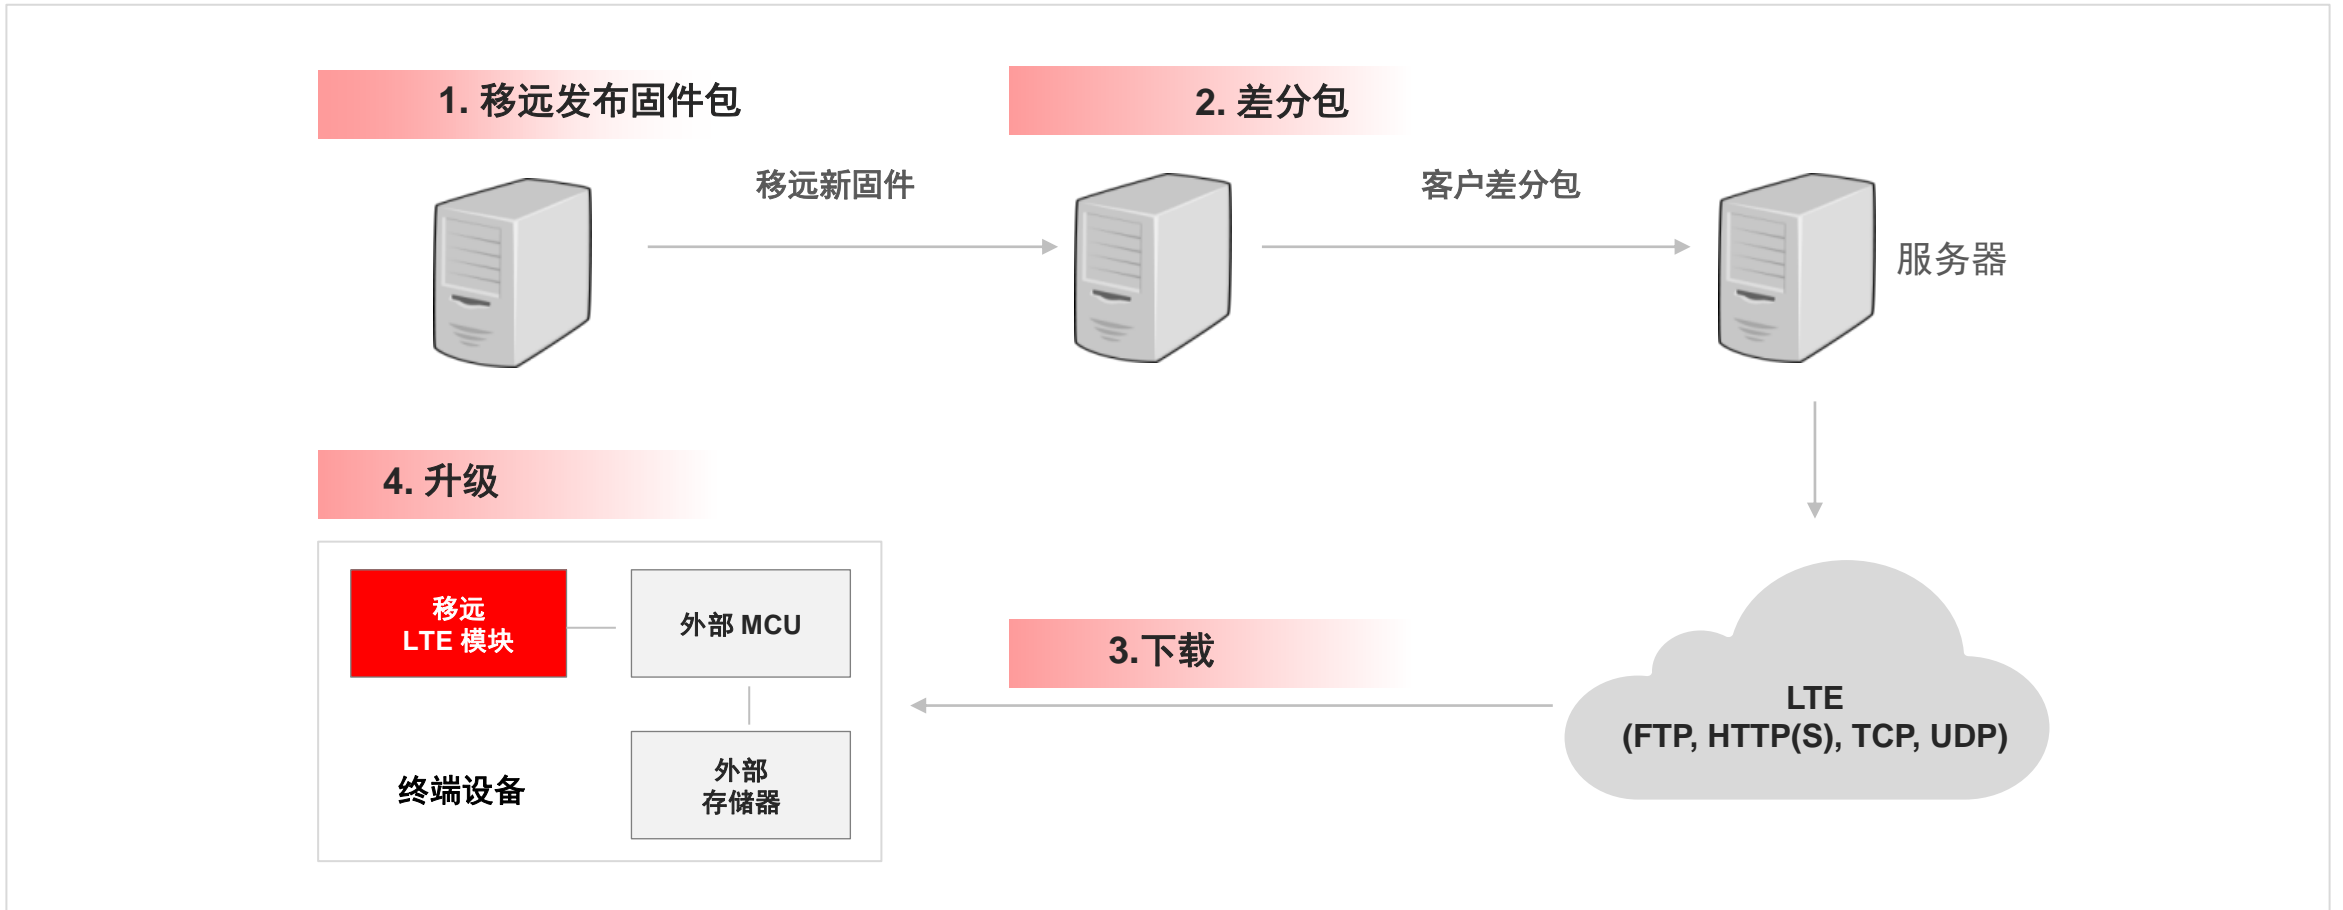 1. 移远发布固件包
2. 差分包
移远新固件
客户差分包
服务器
4. 升级
移远
LTE 模块
外部 MCU
外部
存储器
终端设备
3.下载
LTE
(FTP, HTTP(S), TCP, UDP)